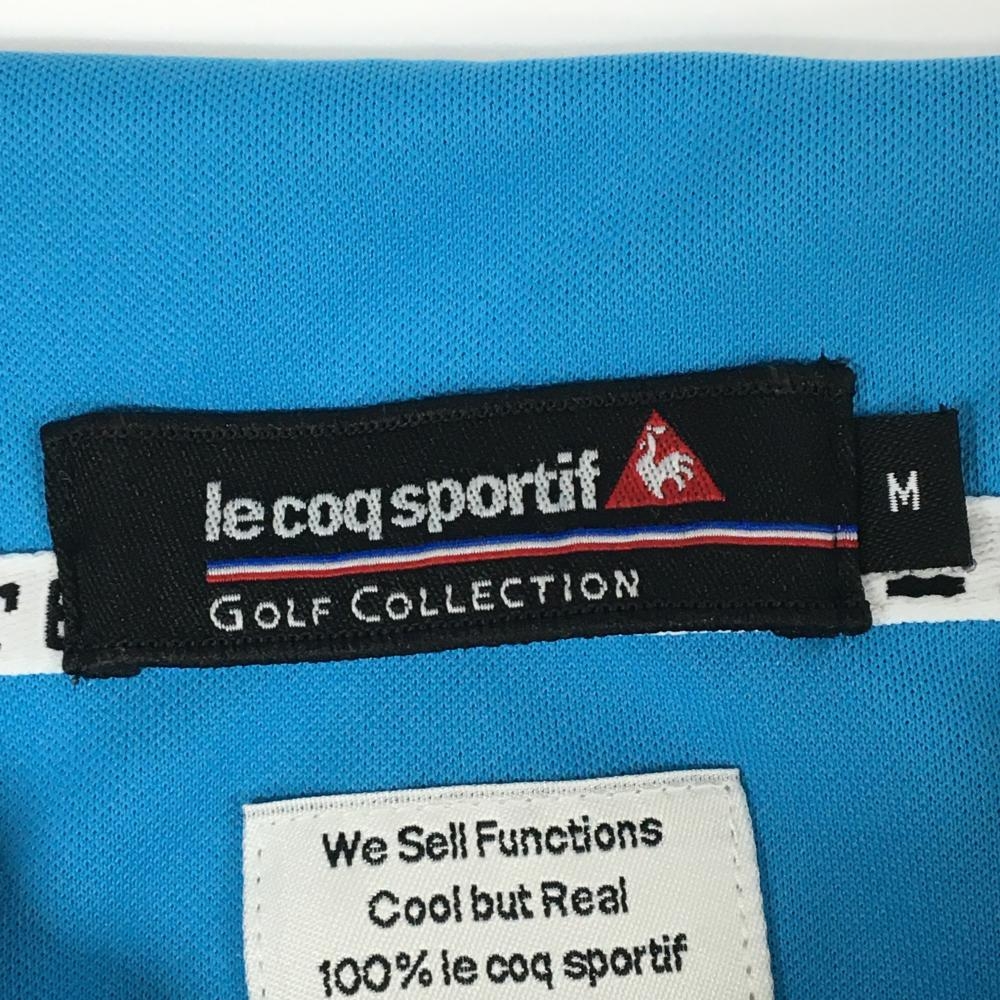 le coq sportif
GOLF COLLECTION
M
We Sell Functions
Cool but Real
100% le coq sportif